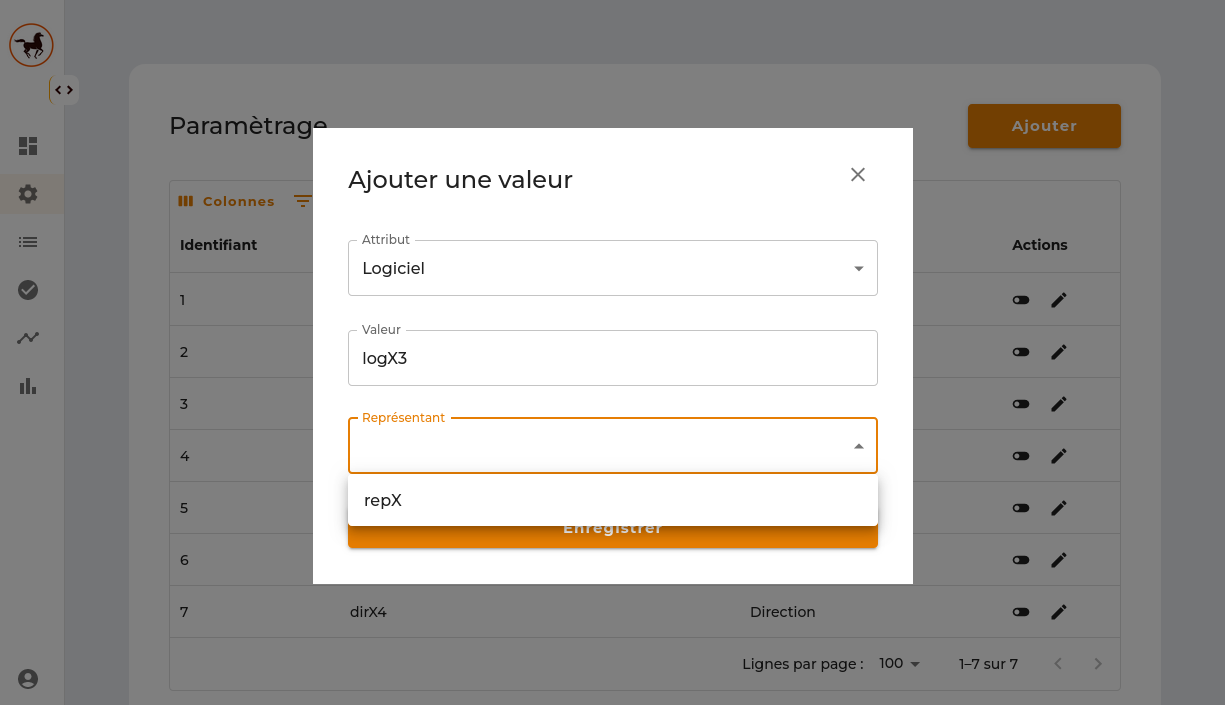 Paramètrage
Ajouter
Colonnes
Identifiant
Actions
1
2
3
4
5
6
7 dirX4 Direction
Lignes par page : 100 1–7 sur 7
Ajouter une valeur
Attribut
Logiciel
Valeur
logX3
Représentant
repX
Enregistrer